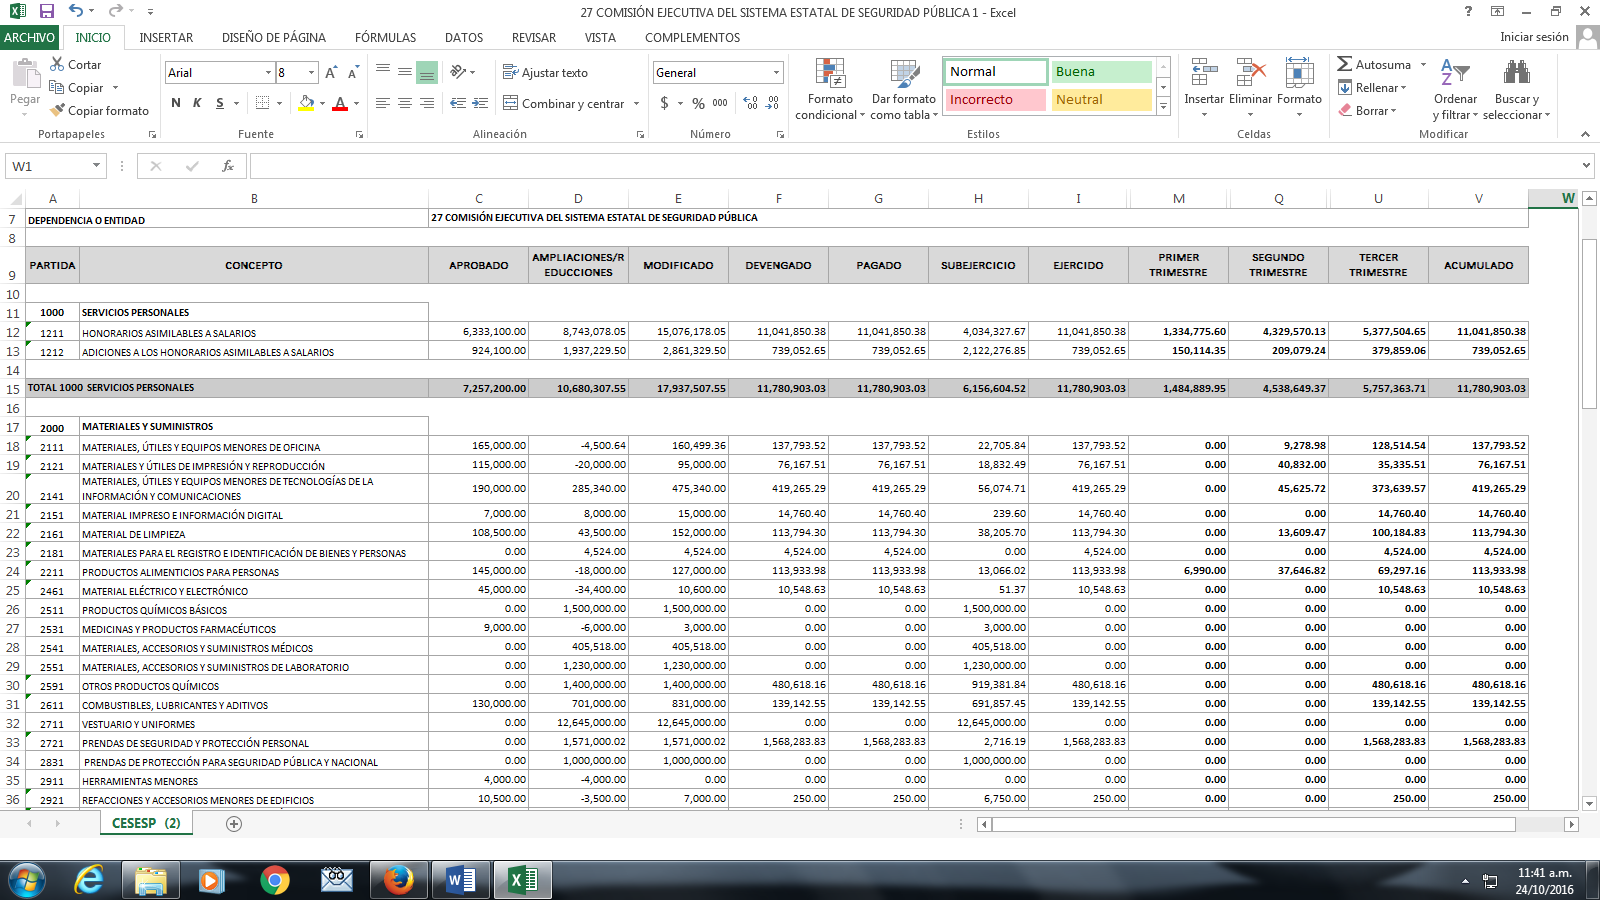 27 COMISIÓN EJECUTIVA DEL SISTEMA ESTATAL DE SEGURIDAD PÚBLICA 1 - Excel
ARCHIVO INICIO INSERTAR DISEÑO DE PÁGINA FÓRMULAS DATOS REVISAR VISTA COMPLEMENTOS Iniciar sesión
Pegar
Cortar
Copiar
Copiar formato
Portapapeles
Arial 8
N K S
Fuente
Ajustar texto
Combinar y centrar
Alineación
General
$ % 000
Número
Formato condicional
Dar formato como tabla
Normal Buena
Incorrecto Neutral
Estilos
Insertar Eliminar Formato
Celdas
Autosuma
Rellenar
Borrar
Ordenar y filtrar
Buscar y seleccionar
Modificar
W1 fx
A B C D E F G H I M Q U V W
7 DEPENDENCIA O ENTIDAD 27 COMISIÓN EJECUTIVA DEL SISTEMA ESTATAL DE SEGURIDAD PÚBLICA
8
9 PARTIDA CONCEPTO APROBADO AMPLIACIONES/REDUCCIONES MODIFICADO DEVENGADO PAGADO SUBEJERCICIO EJERCIDO PRIMER TRIMESTRE SEGUNDO TRIMESTRE TERCER TRIMESTRE ACUMULADO
10
11 1000 SERVICIOS PERSONALES
12 1211 HONORARIOS ASIMILABLES A SALARIOS 6,333,100.00 8,743,078.05 15,076,178.05 11,041,850.38 11,041,850.38 4,034,327.67 11,041,850.38 1,334,775.60 4,329,570.13 5,377,504.65 11,041,850.38
13 1212 ADICIONES A LOS HONORARIOS ASIMILABLES A SALARIOS 924,100.00 1,937,229.50 2,861,329.50 739,052.65 739,052.65 2,122,276.85 739,052.65 150,114.35 209,079.24 379,859.06 739,052.65
14
15 TOTAL 1000 SERVICIOS PERSONALES 7,257,200.00 10,680,307.55 17,937,507.55 11,780,903.03 11,780,903.03 6,156,604.52 11,780,903.03 1,484,889.95 4,538,649.37 5,757,363.71 11,780,903.03
16
17 2000 MATERIALES Y SUMINISTROS
18 2111 MATERIALES, ÚTILES Y EQUIPOS MENORES DE OFICINA 165,000.00 -4,500.64 160,499.36 137,793.52 137,793.52 22,705.84 137,793.52 0.00 9,278.98 128,514.54 137,793.52
19 2121 MATERIALES Y ÚTILES DE IMPRESIÓN Y REPRODUCCIÓN 115,000.00 -20,000.00 95,000.00 76,167.51 76,167.51 18,832.49 76,167.51 0.00 40,832.00 35,335.51 76,167.51
20 2141 MATERIALES, ÚTILES Y EQUIPOS MENORES DE TECNOLOGÍAS DE LA INFORMACIÓN Y COMUNICACIONES 190,000.00 285,340.00 475,340.00 419,265.29 419,265.29 56,074.71 419,265.29 0.00 45,625.72 373,639.57 419,265.29
21 2151 MATERIAL IMPRESO E INFORMACIÓN DIGITAL 7,000.00 8,000.00 15,000.00 14,760.40 14,760.40 239.60 14,760.40 0.00 0.00 14,760.40 14,760.40
22 2161 MATERIAL DE LIMPIEZA 108,500.00 43,500.00 152,000.00 113,794.30 113,794.30 38,205.70 113,794.30 0.00 13,609.47 100,184.83 113,794.30
23 2181 MATERIALES PARA EL REGISTRO E IDENTIFICACIÓN DE BIENES Y PERSONAS 0.00 4,524.00 4,524.00 4,524.00 4,524.00 0.00 4,524.00 0.00 0.00 4,524.00 4,524.00
24 2211 PRODUCTOS ALIMENTICIOS PARA PERSONAS 145,000.00 -18,000.00 127,000.00 113,933.98 113,933.98 13,066.02 113,933.98 6,990.00 37,646.82 69,297.16 113,933.98
25 2461 MATERIAL ELÉCTRICO Y ELECTRÓNICO 45,000.00 -34,400.00 10,600.00 10,548.63 10,548.63 51.37 10,548.63 0.00 0.00 10,548.63 10,548.63
26 2511 PRODUCTOS QUÍMICOS BÁSICOS 0.00 1,500,000.00 1,500,000.00 0.00 0.00 1,500,000.00 0.00 0.00 0.00 0.00 0.00
27 2531 MEDICINAS Y PRODUCTOS FARMACÉUTICOS 9,000.00 -6,000.00 3,000.00 0.00 0.00 3,000.00 0.00 0.00 0.00 0.00 0.00
28 2541 MATERIALES, ACCESORIOS Y SUMINISTROS MÉDICOS 0.00 405,518.00 405,518.00 0.00 0.00 405,518.00 0.00 0.00 0.00 0.00 0.00
29 2551 MATERIALES, ACCESORIOS Y SUMINISTROS DE LABORATORIO 0.00 1,230,000.00 1,230,000.00 0.00 0.00 1,230,000.00 0.00 0.00 0.00 0.00 0.00
30 2591 OTROS PRODUCTOS QUÍMICOS 0.00 1,400,000.00 1,400,000.00 480,618.16 480,618.16 919,381.84 480,618.16 0.00 0.00 480,618.16 480,618.16
31 2611 COMBUSTIBLES, LUBRICANTES Y ADITIVOS 130,000.00 701,000.00 831,000.00 139,142.55 139,142.55 691,857.45 139,142.55 0.00 0.00 139,142.55 139,142.55
32 2711 VESTUARIO Y UNIFORMES 0.00 12,645,000.00 12,645,000.00 0.00 0.00 12,645,000.00 0.00 0.00 0.00 0.00 0.00
33 2721 PRENDAS DE SEGURIDAD Y PROTECCIÓN PERSONAL 0.00 1,571,000.02 1,571,000.02 1,568,283.83 1,568,283.83 2,716.19 1,568,283.83 0.00 0.00 1,568,283.83 1,568,283.83
34 2831 PRENDAS DE PROTECCIÓN PARA SEGURIDAD PÚBLICA Y NACIONAL 0.00 1,000,000.00 1,000,000.00 0.00 0.00 1,000,000.00 0.00 0.00 0.00 0.00 0.00
35 2911 HERRAMIENTAS MENORES 4,000.00 -4,000.00 0.00 0.00 0.00 0.00 0.00 0.00 0.00 0.00 0.00
36 2921 REFACCIONES Y ACCESORIOS MENORES DE EDIFICIOS 10,500.00 -3,500.00 7,000.00 250.00 250.00 6,750.00 250.00 0.00 0.00 250.00 250.00
CESESP (2)
11:41 a.m.
24/10/2016